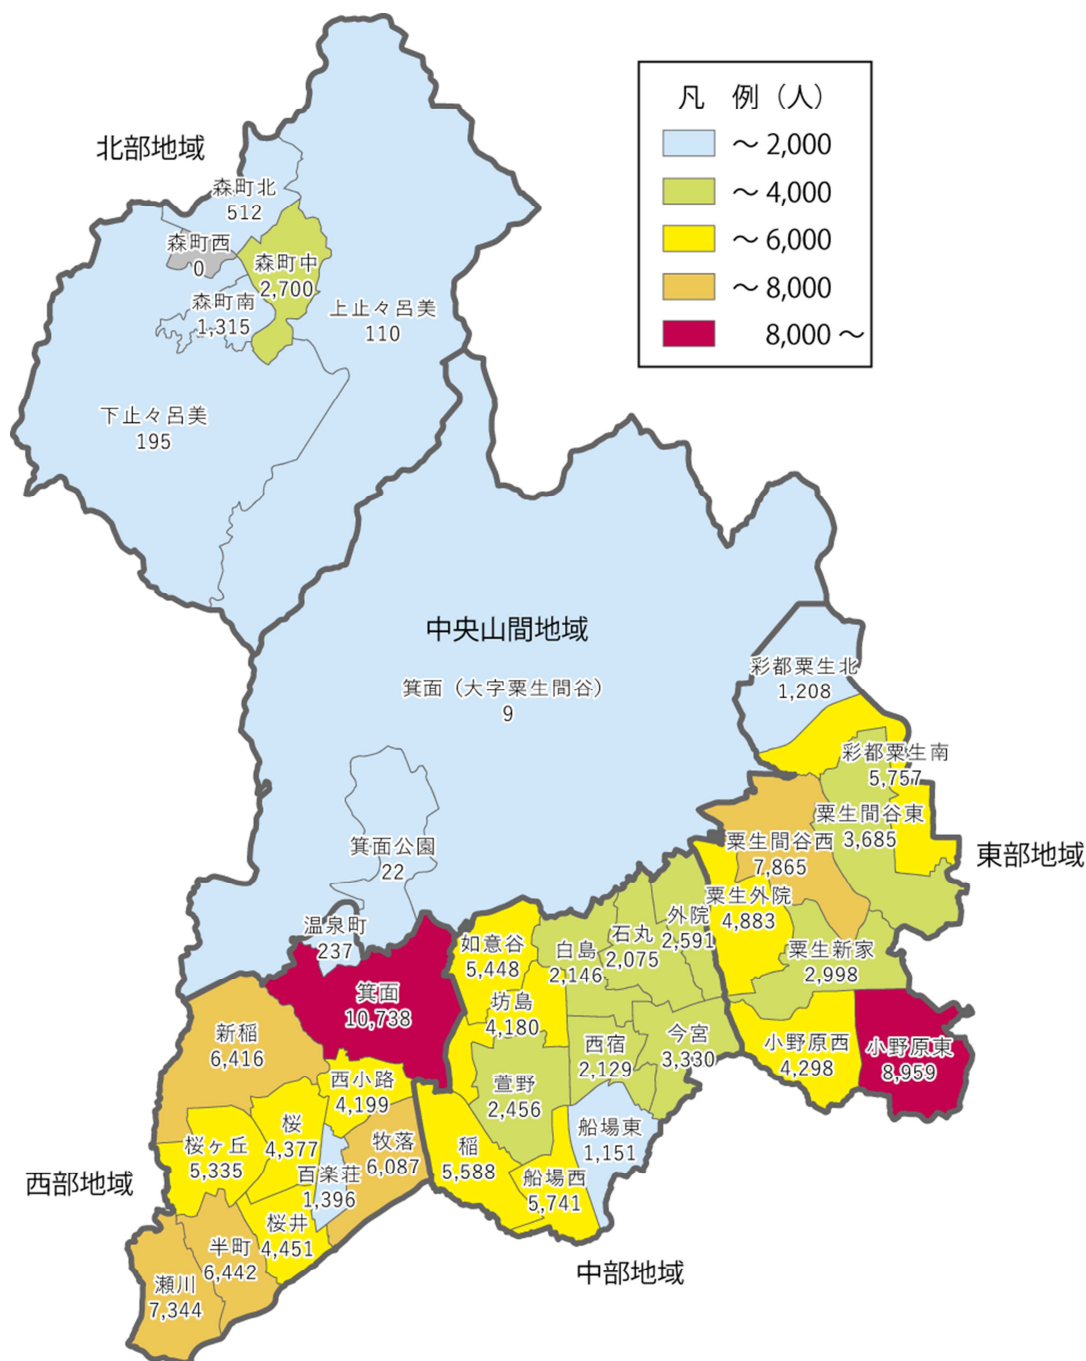 凡 例（人）
～ 2,000
～ 4,000
～ 6,000
～ 8,000
8,000 ～
北部地域
森町北
512
森町西
0
森町中
2,700
森町南
1,315
上止々呂美
110
下止々呂美
195
中央山間地域
箕面（大字粟生間谷）
9
箕面公園
22
彩都粟生北
1,208
彩都粟生南
5,757
粟生間谷東
3,685
粟生間谷西
7,865
東部地域
粟生外院
4,883
粟生新家
2,998
小野原西
4,298
小野原東
8,959
温泉町
237
箕面
10,738
如意谷
5,448
白島
2,146
石丸
2,075
外院
2,591
坊島
4,180
西宿
2,129
今宮
3,330
萱野
2,456
船場東
1,151
稲
5,588
船場西
5,741
中部地域
新稲
6,416
西小路
4,199
桜
4,377
桜ヶ丘
5,335
牧落
6,087
百楽荘
1,396
西部地域
桜井
4,451
半町
6,442
瀬川
7,344